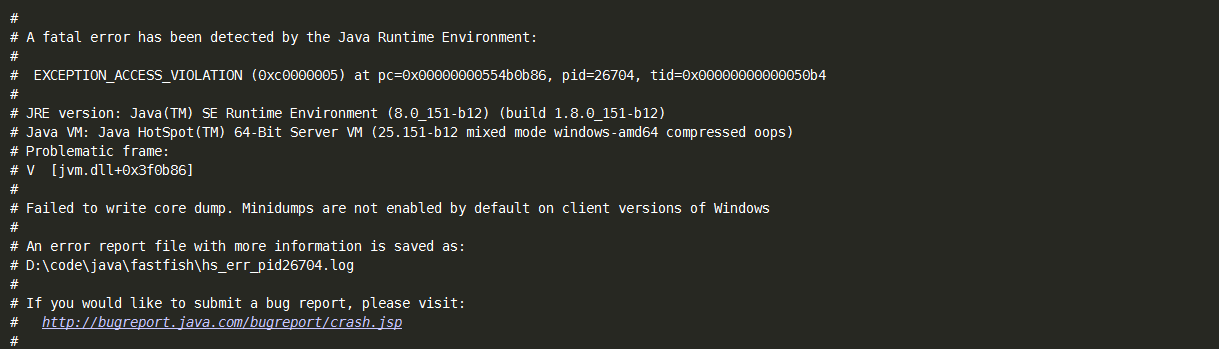 #
# A fatal error has been detected by the Java Runtime Environment:
#
#  EXCEPTION_ACCESS_VIOLATION (0xc0000005) at pc=0x00000000554b0b86, pid=26704, tid=0x00000000000050b4
#
# JRE version: Java(TM) SE Runtime Environment (8.0_151-b12) (build 1.8.0_151-b12)
# Java VM: Java HotSpot(TM) 64-Bit Server VM (25.151-b12 mixed mode windows-amd64 compressed oops)
# Problematic frame:
# V  [jvm.dll+0x3f0b86]
#
# Failed to write core dump. Minidumps are not enabled by default on client versions of Windows
#
# An error report file with more information is saved as:
# D:\code\java\fastfish\hs_err_pid26704.log
#
# If you would like to submit a bug report, please visit:
#   http://bugreport.java.com/bugreport/crash.jsp
#